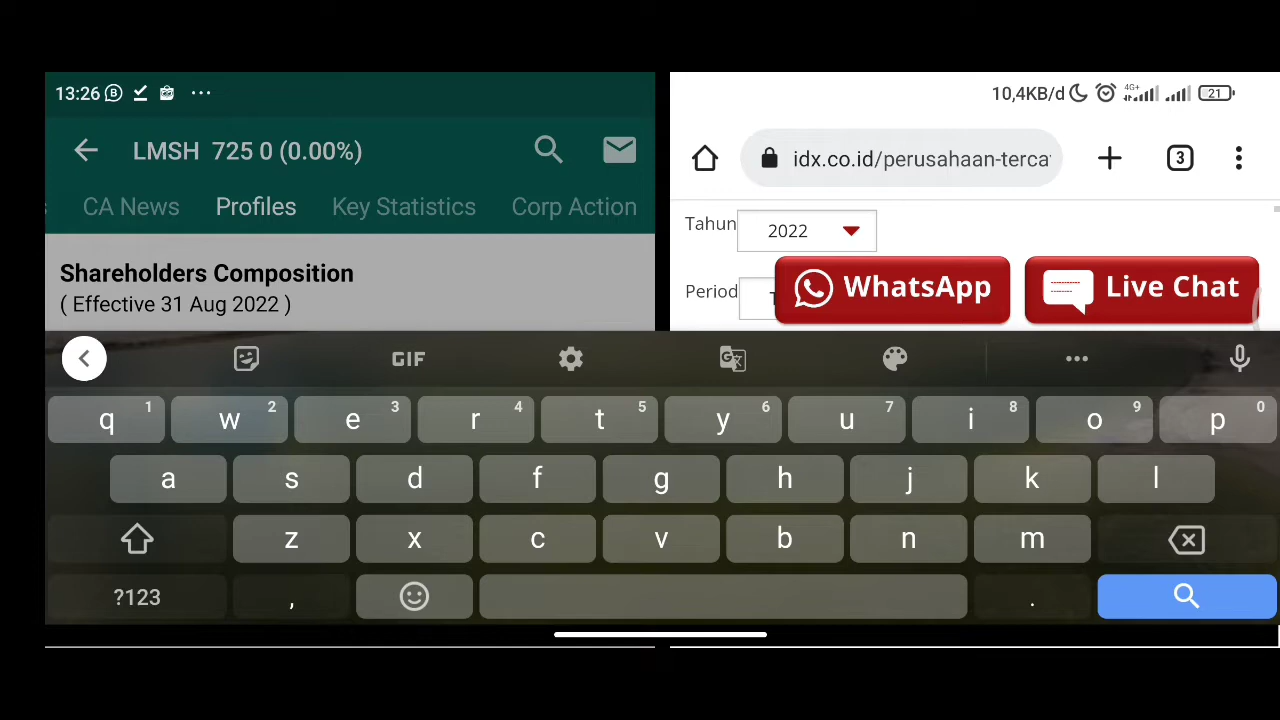 13:26
LMSH 725 0 (0.00%)
CA News Profiles Key Statistics Corp Action
Shareholders Composition
( Effective 31 Aug 2022 )
10,4KB/d 4G+ 21
idx.co.id/perusahaan-terca
3
Tahun 2022
Period
WhatsApp Live Chat
GIF
q 1 w 2 e 3 r 4 t 5 y 6 u 7 i 8 o 9 p 0
a s d f g h j k l
z x c v b n m
?123 , .